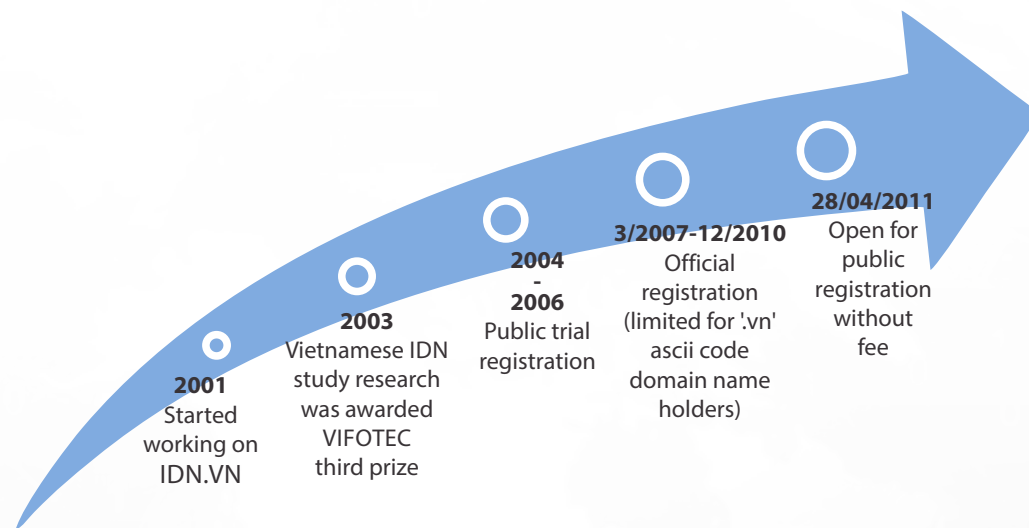 2001
Started
working on
IDN.VN
2003
Vietnamese IDN
study research
was awarded
VIFOTEC
third prize
2004
-
2006
Public trial
registration
3/2007-12/2010
Official
registration
(limited for '.vn'
ascii code
domain name
holders)
28/04/2011
Open for
public
registration
without
fee